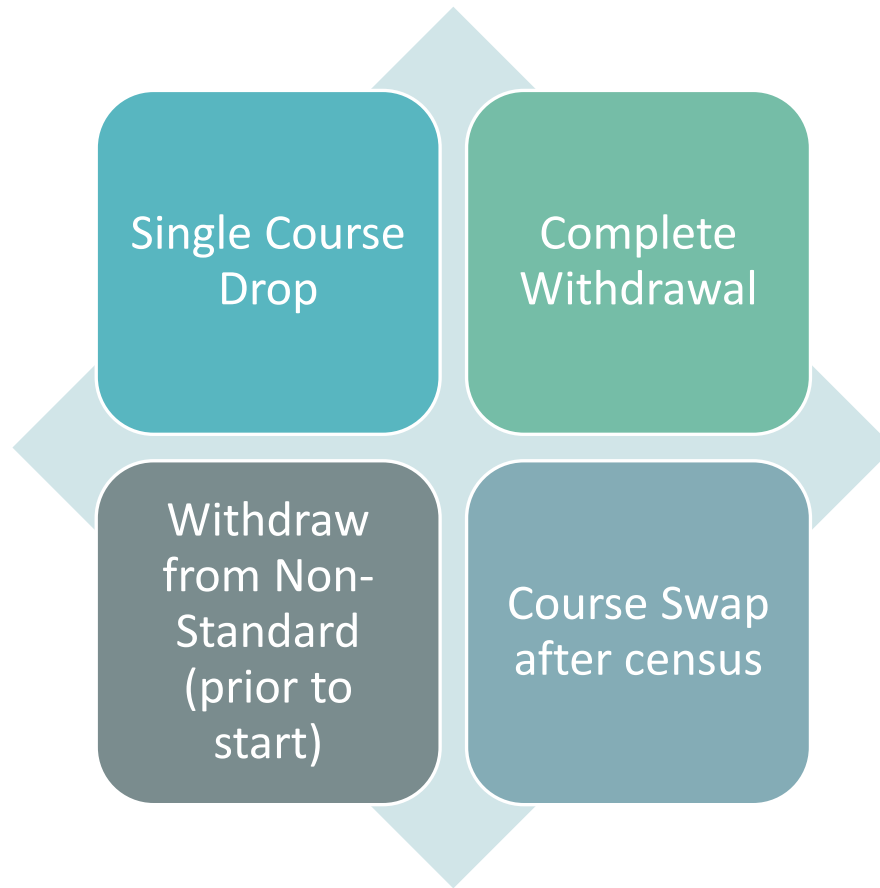 Single Course
Drop
Complete
Withdrawal
Withdraw
from Non-
Standard
(prior to
start)
Course Swap
after census